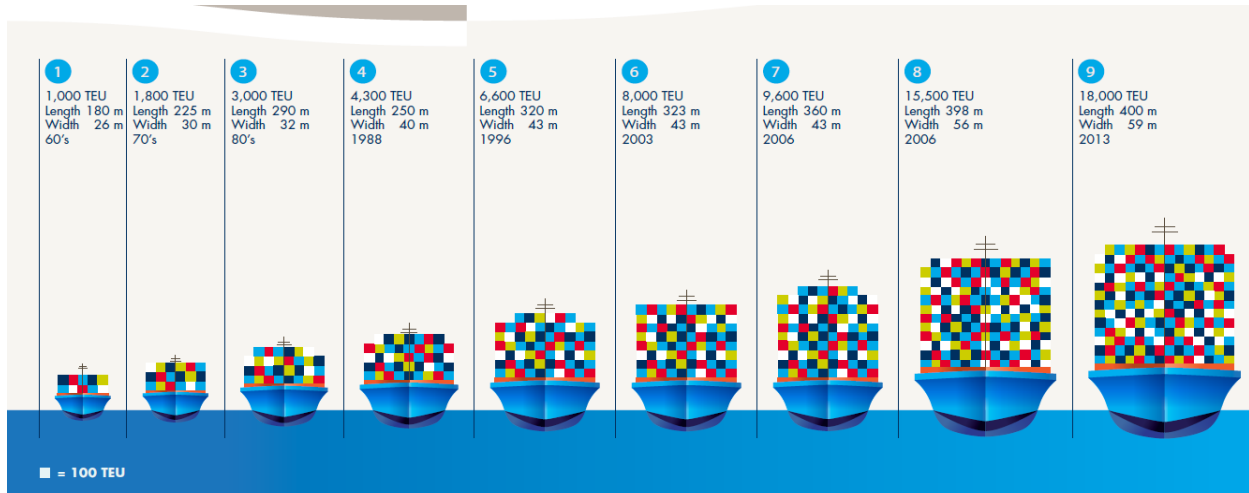 1
1,000 TEU
Length 180 m
Width 26 m
60's
2
1,800 TEU
Length 225 m
Width 30 m
70's
3
3,000 TEU
Length 290 m
Width 32 m
80's
4
4,300 TEU
Length 250 m
Width 40 m
1988
5
6,600 TEU
Length 320 m
Width 43 m
1996
6
8,000 TEU
Length 323 m
Width 43 m
2003
7
9,600 TEU
Length 360 m
Width 43 m
2006
8
15,500 TEU
Length 398 m
Width 56 m
2006
9
18,000 TEU
Length 400 m
Width 59 m
2013
= 100 TEU